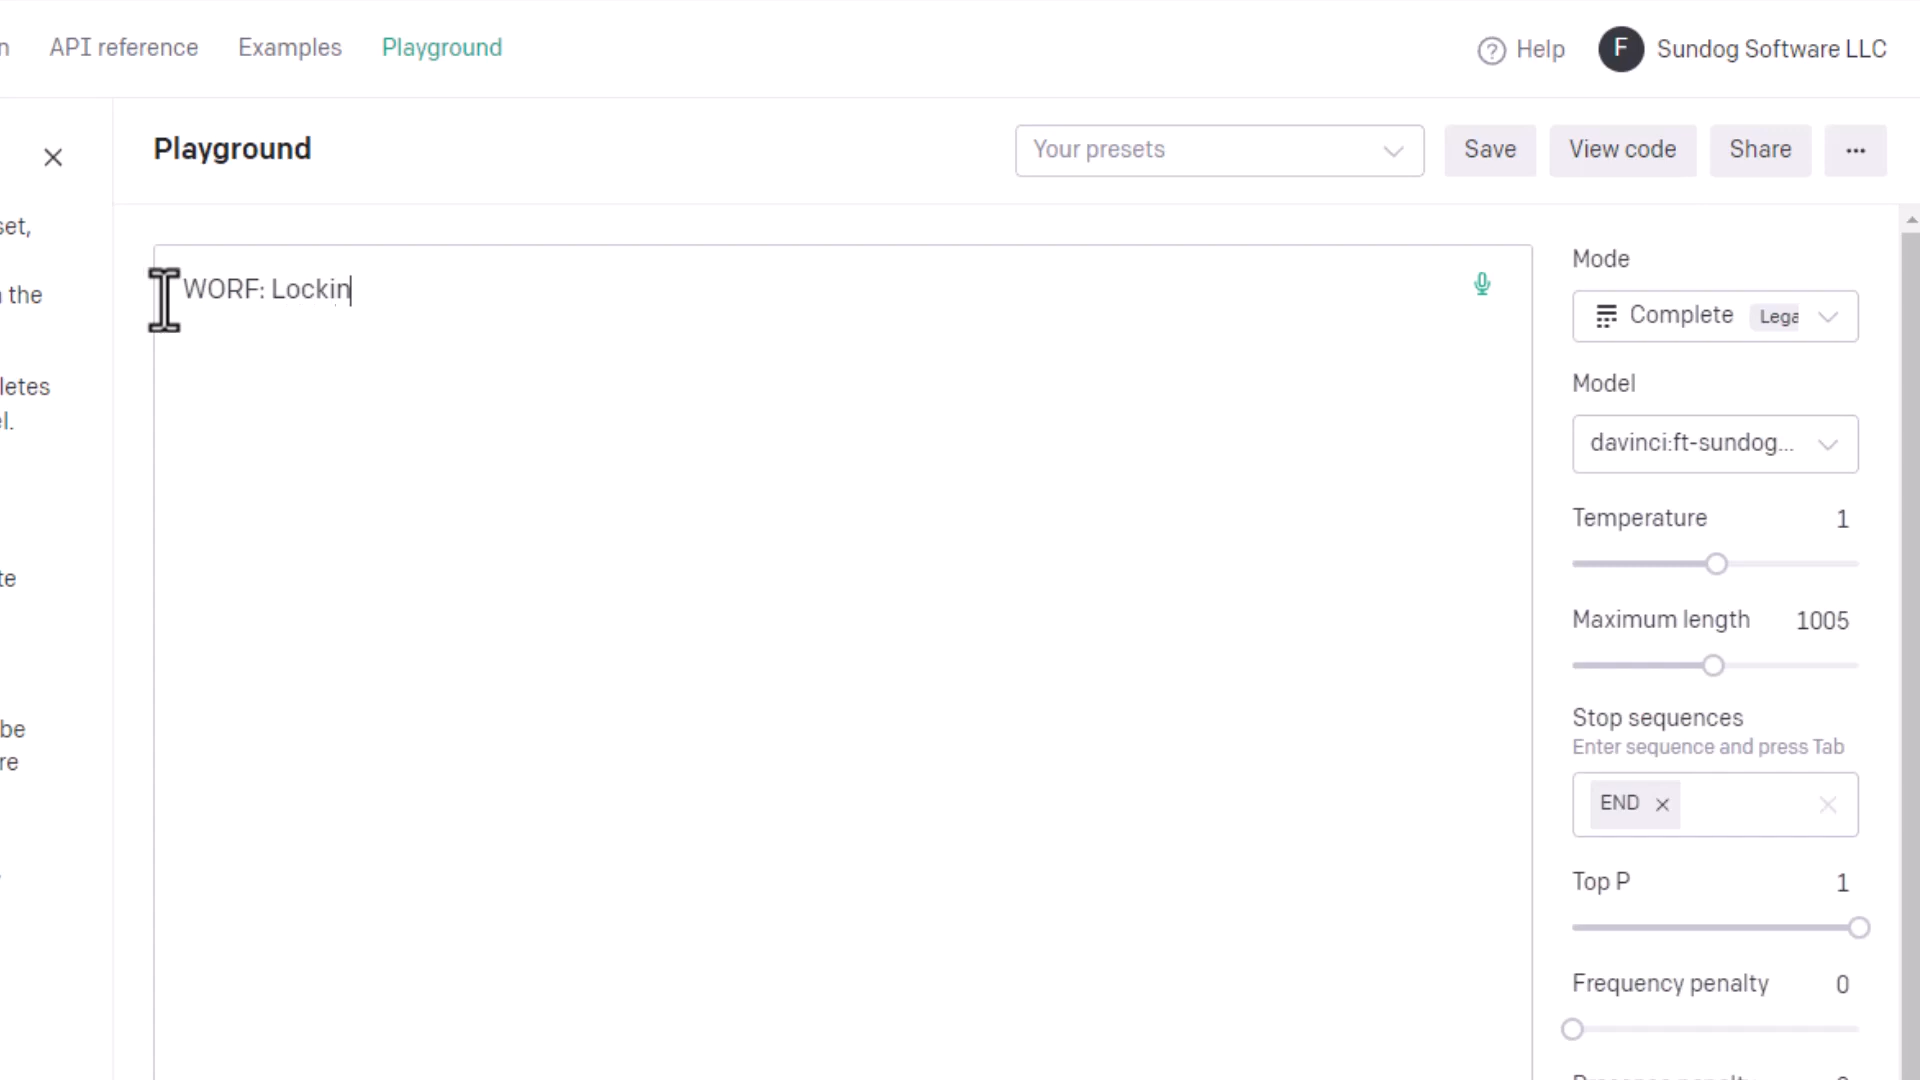 n API reference Examples Playground Help F Sundog Software LLC
Playground Your presets Save View code Share ...
set,
the
letes
el.
te
be
re
WORF: Lockin
Mode
Complete Lega
Model
davinci:ft-sundog...
Temperature 1
Maximum length 1005
Stop sequences
Enter sequence and press Tab
END
Top P 1
Frequency penalty 0